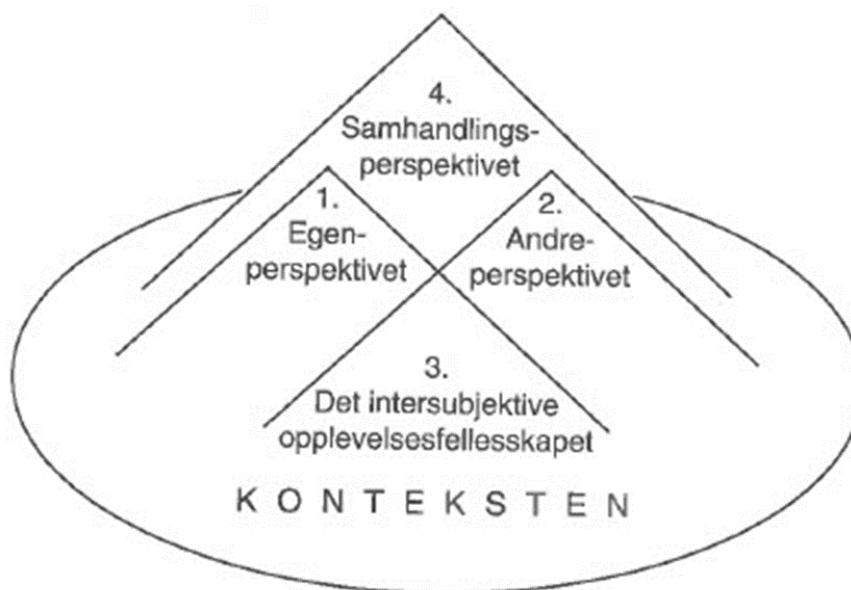 4.
Samhandlings-
perspektivet
1.
Egen-
perspektivet
2.
Andre-
perspektivet
3.
Det intersubjektive
opplevelsesfellesskapet
KONTEKSTEN